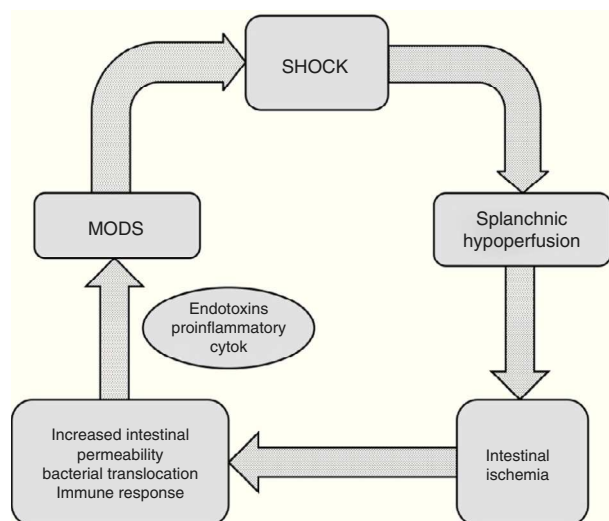 SHOCK
Splanchnic
hypoperfusion
Intestinal
ischemia
Increased intestinal
permeability
bacterial translocation
Immune response
Endotoxins
proinflammatory
cytok
MODS